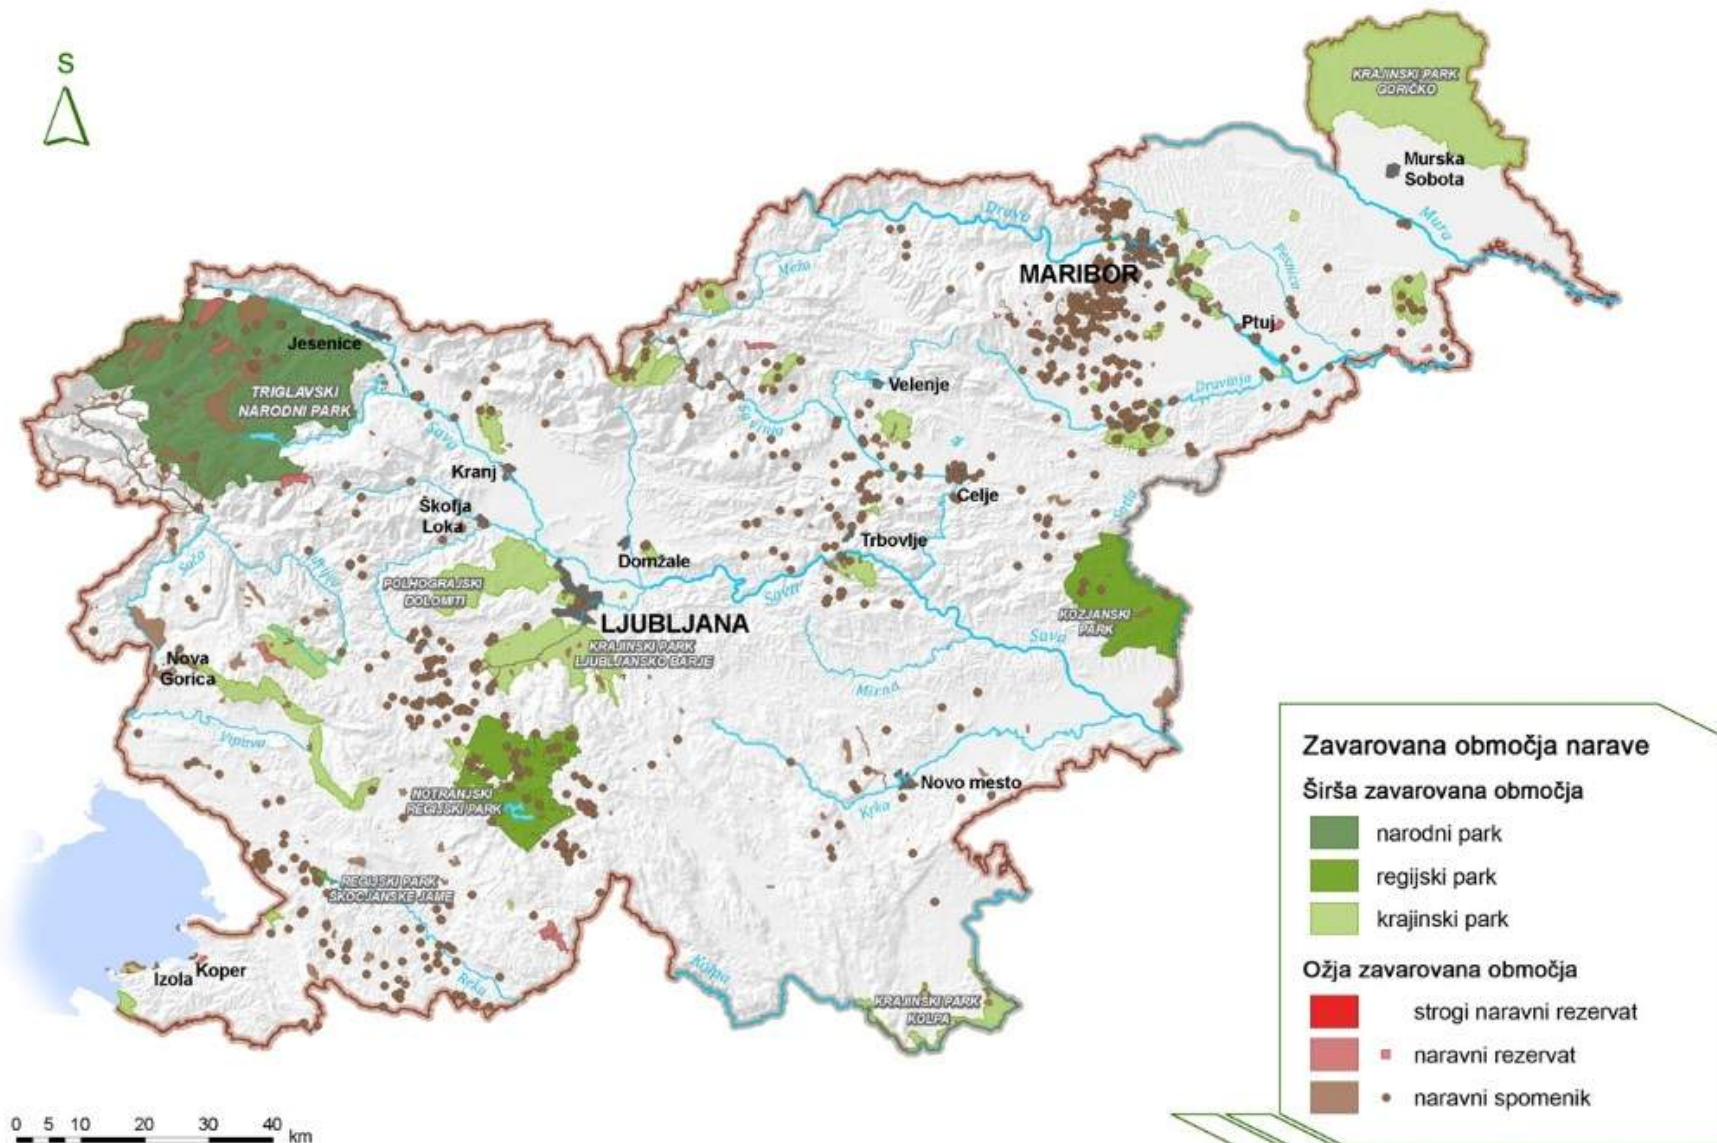 S
KRAJINSKI PARK
GORIČKO
Murska
Sobota
Mura
Drava
Meža
MARIBOR
Pesnica
Ptuj
Jesenice
TRIGLAVSKI
NARODNI PARK
Velenje
Dravinja
Savinja
Sava
Kranj
Škofja
Loka
Celje
Sotla
Trbovlje
Domžale
Soča
Idrijca
POLHOGRAJSKI
DOLOMITI
Sava
LJUBLJANA
KOZJANSKI
PARK
KRAJINSKI PARK
LJUBLJANSKO BARJE
Sava
Nova
Gorica
Mirna
Vipava
NOTRANJSKI
REGIJSKI PARK
Novo mesto
Krka
REGIJSKI PARK
ŠKOCJANSKE JAME
Izola
Koper
Reka
Kolpa
KRAJINSKI PARK
KOLPA
Zavarovana območja narave
Širša zavarovana območja
narodni park
regijski park
krajinski park
Ožja zavarovana območja
strogi naravni rezervat
naravni rezervat
naravni spomenik
0 5 10 20 30 40 km